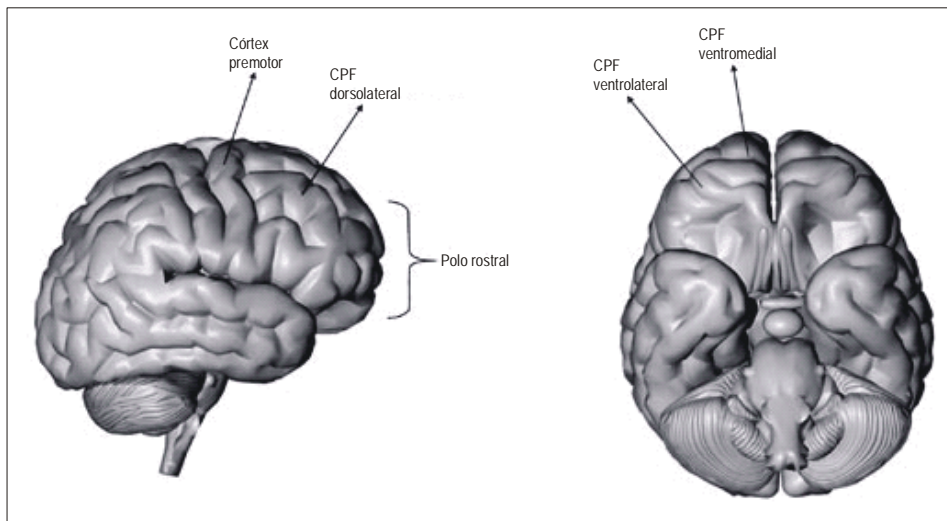 Córtex
premotor
CPF
dorsolateral
Polo rostral
CPF
ventrolateral
CPF
ventromedial